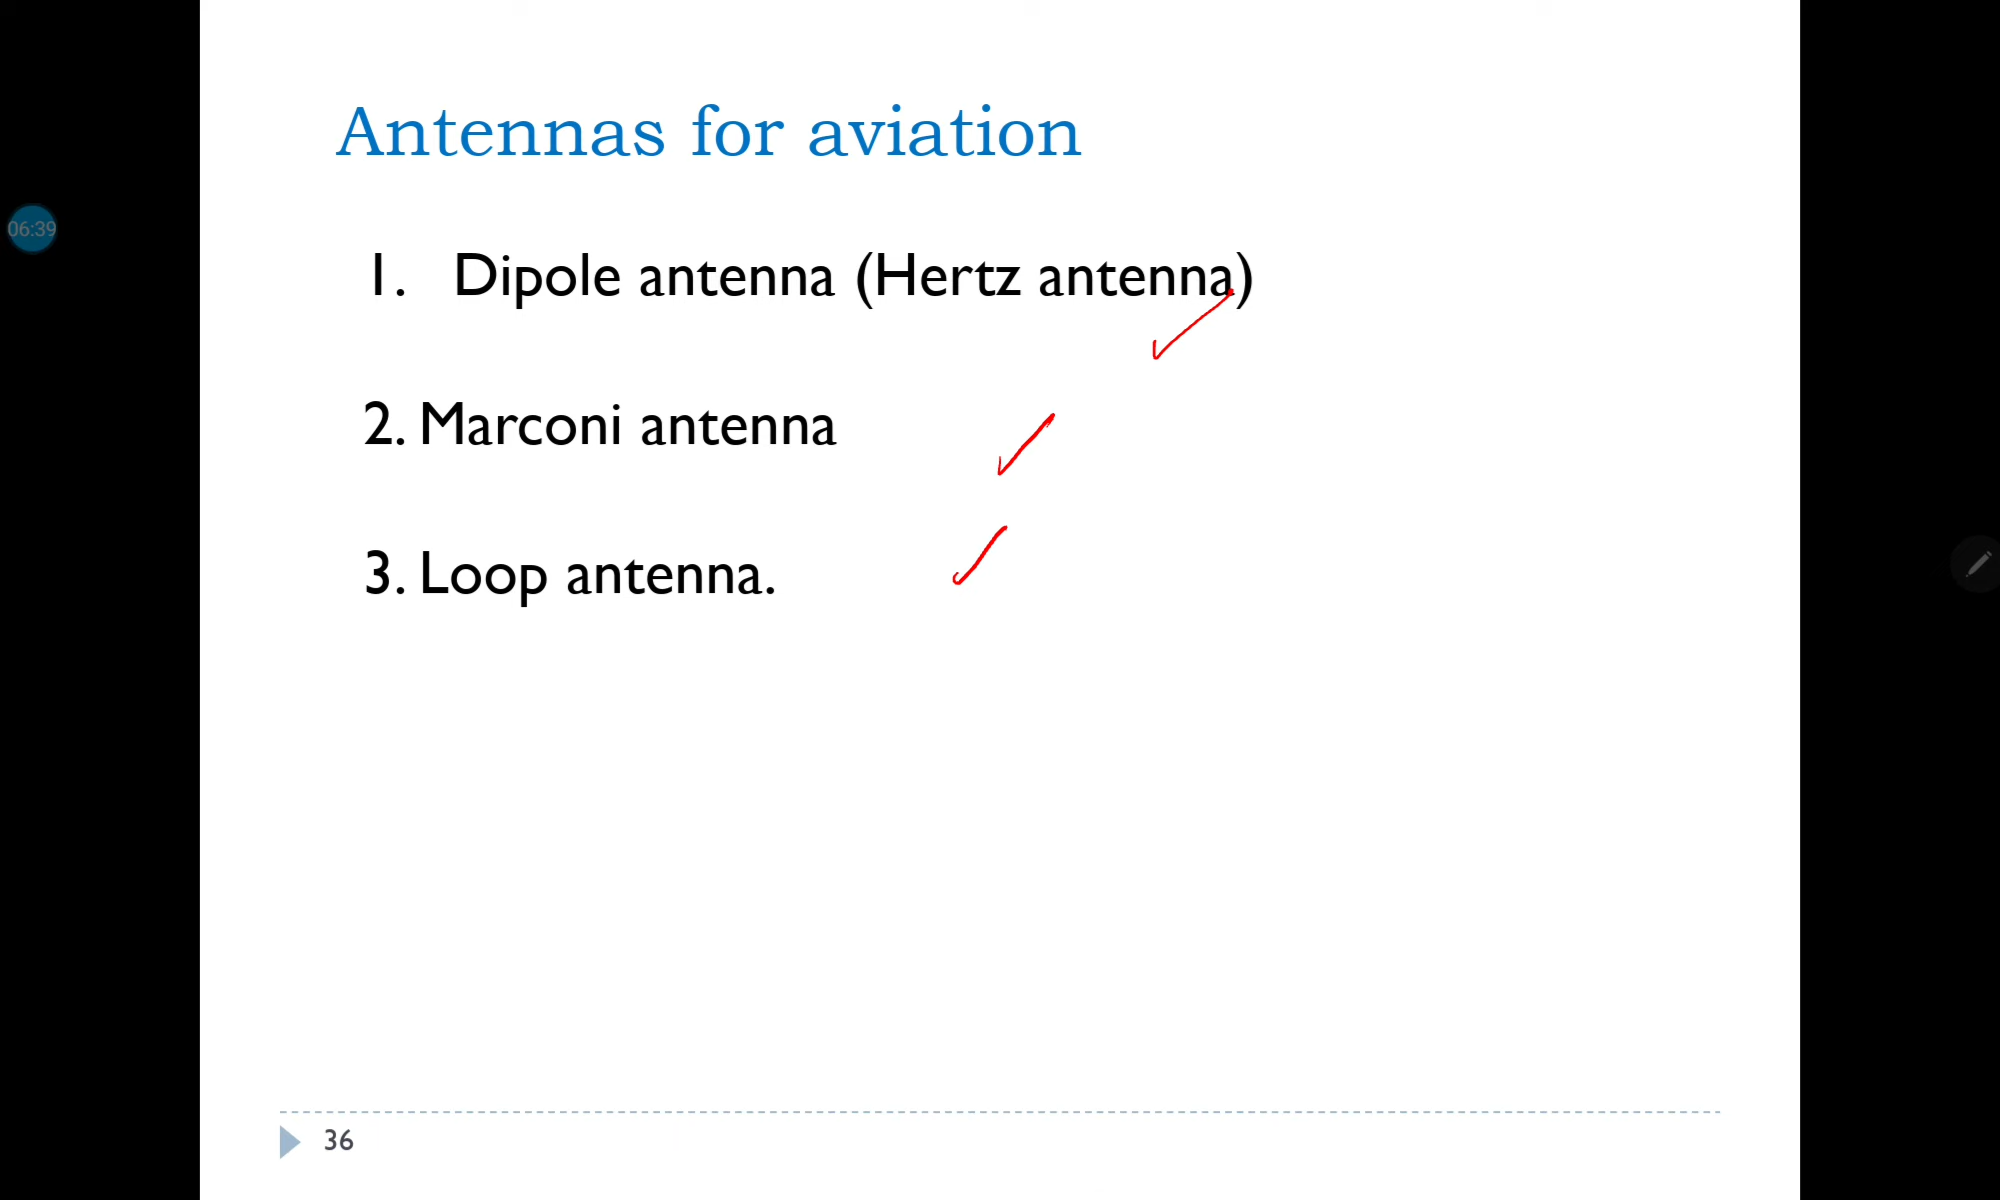 Antennas for aviation
06:39
1. Dipole antenna (Hertz antenna)
2. Marconi antenna
3. Loop antenna.
36